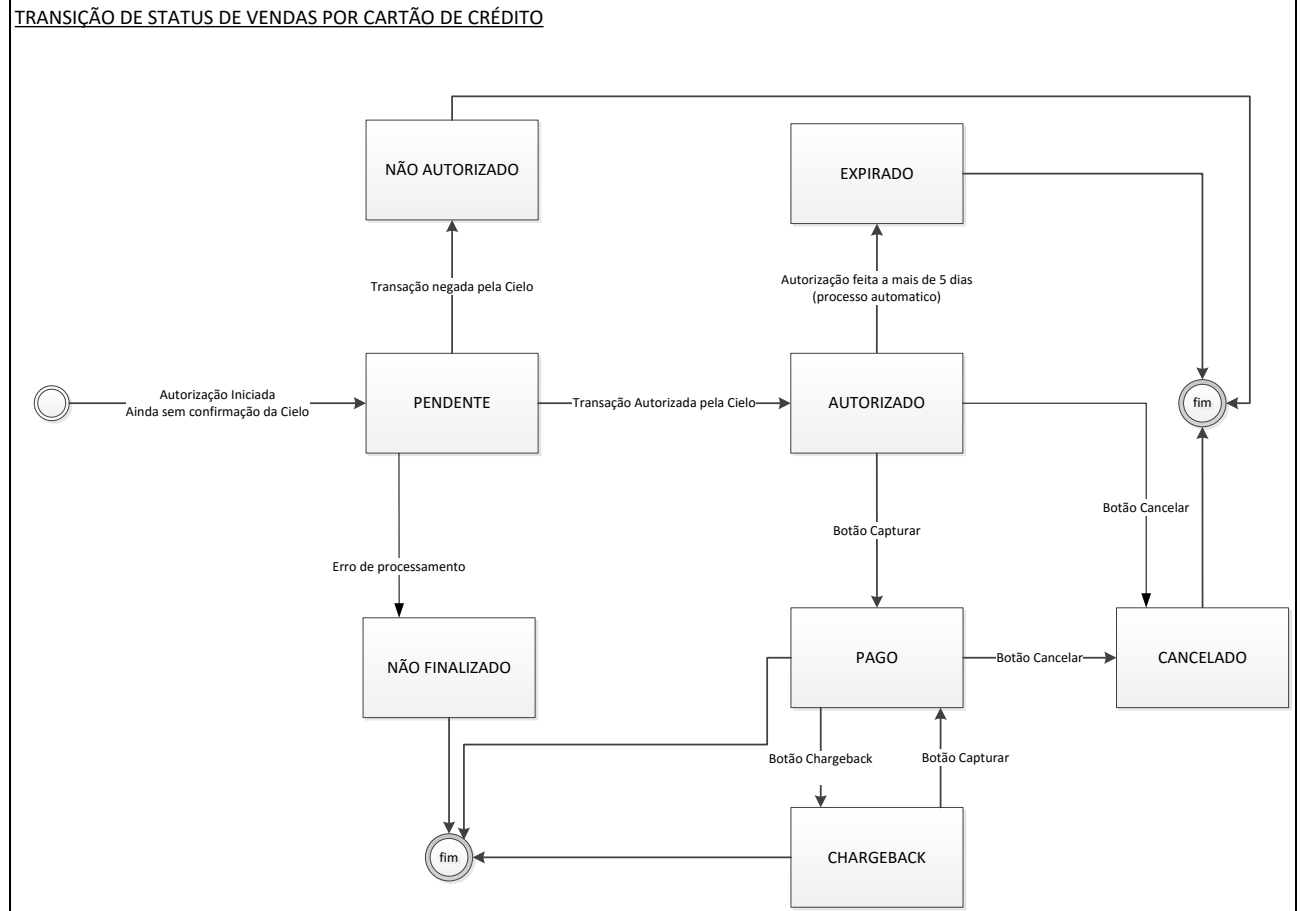 TRANSIÇÃO DE STATUS DE VENDAS POR CARTÃO DE CRÉDITO
NÃO AUTORIZADO
EXPIRADO
Transação negada pela Cielo
Autorização feita a mais de 5 dias
(processo automatico)
Autorização Iniciada
Ainda sem confirmação da Cielo
PENDENTE
Transação Autorizada pela Cielo
AUTORIZADO
fim
Botão Cancelar
Botão Capturar
Erro de processamento
NÃO FINALIZADO
PAGO
Botão Cancelar
CANCELADO
Botão Chargeback
Botão Capturar
fim
CHARGEBACK